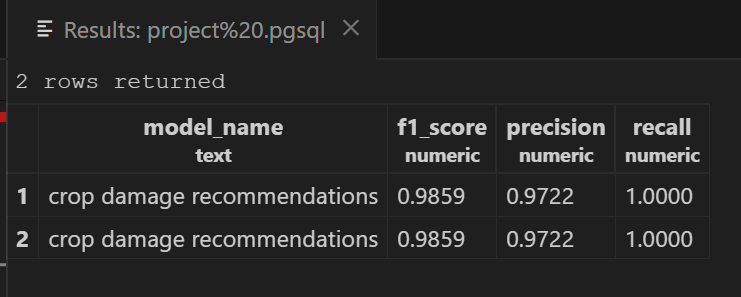 Results: project%20.pgsql
2 rows returned
model_name f1_score precision recall
text numeric numeric numeric
1 crop damage recommendations 0.9859 0.9722 1.0000
2 crop damage recommendations 0.9859 0.9722 1.0000